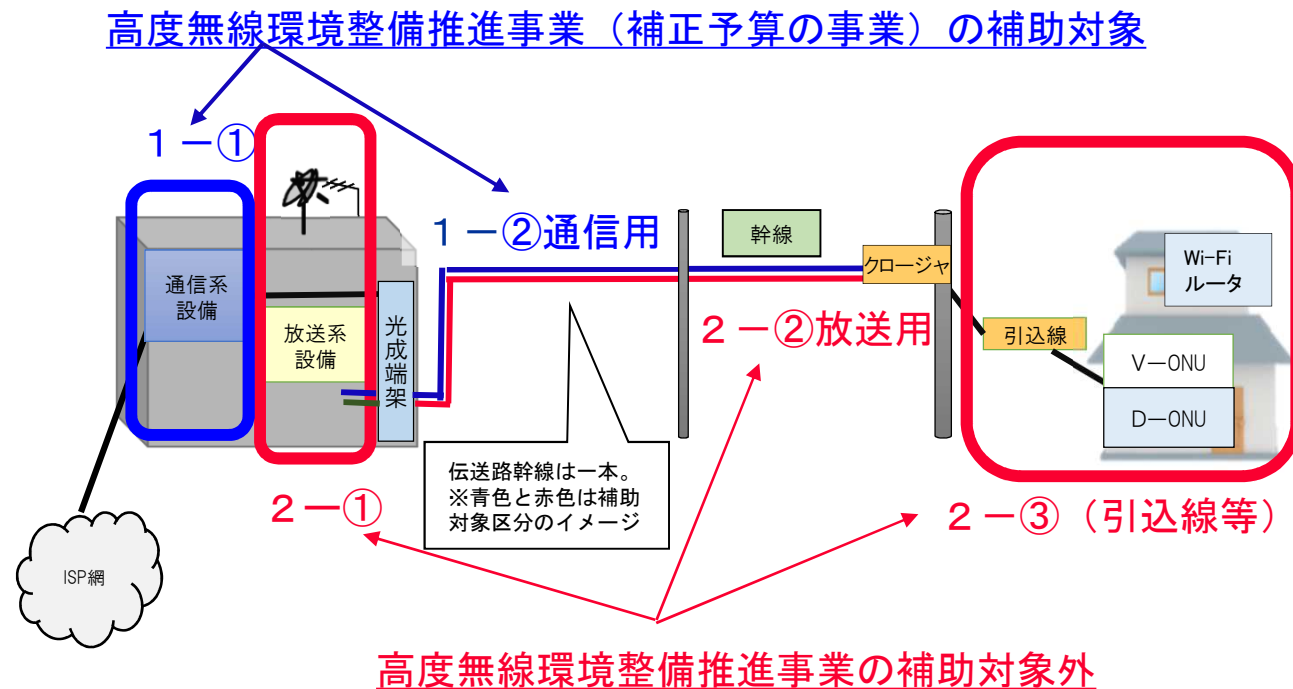 高度無線環境整備推進事業（補正予算の事業）の補助対象
１－①
１－②通信用
幹線
クロージャ
Wi-Fi
ルータ
通信系
設備
放送系
設備
光成端架
２－②放送用
引込線
V－ONU
D－ONU
伝送路幹線は一本。
※青色と赤色は補助
対象区分のイメージ
２－①
２－③（引込線等）
ISP網
高度無線環境整備推進事業の補助対象外